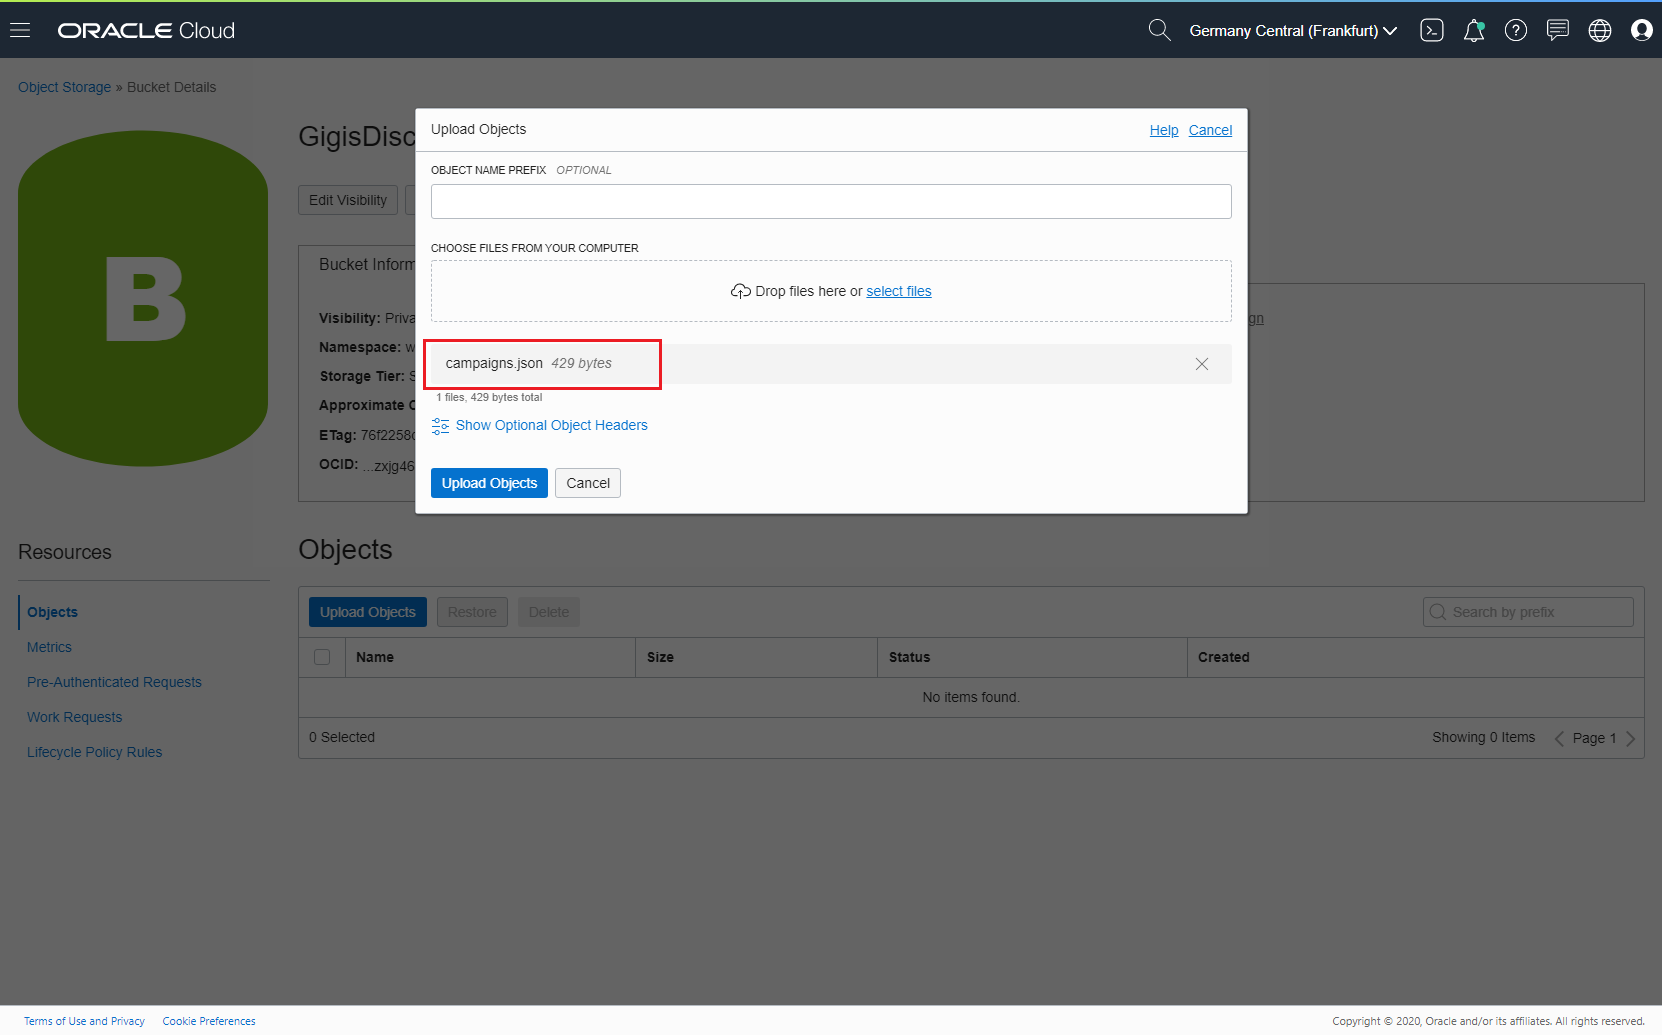 ORACLE Cloud
Germany Central (Frankfurt)
Object Storage » Bucket Details
B
GigisDisc
Edit Visibility
Bucket Inform
Visibility: Priva
Namespace: w
Storage Tier: S
Approximate C
ETag: 76f2258c
OCID: ...zxjg46
gn
Upload Objects
Help Cancel
OBJECT NAME PREFIX OPTIONAL
CHOOSE FILES FROM YOUR COMPUTER
Drop files here or select files
campaigns.json 429 bytes
1 files, 429 bytes total
Show Optional Object Headers
Upload Objects Cancel
Resources
Objects
Metrics
Pre-Authenticated Requests
Work Requests
Lifecycle Policy Rules
Objects
Upload Objects Restore Delete
Search by prefix
Name Size Status Created
No items found.
0 Selected
Showing 0 Items
Page 1
Terms of Use and Privacy Cookie Preferences
Copyright © 2020, Oracle and/or its affiliates. All rights reserved.